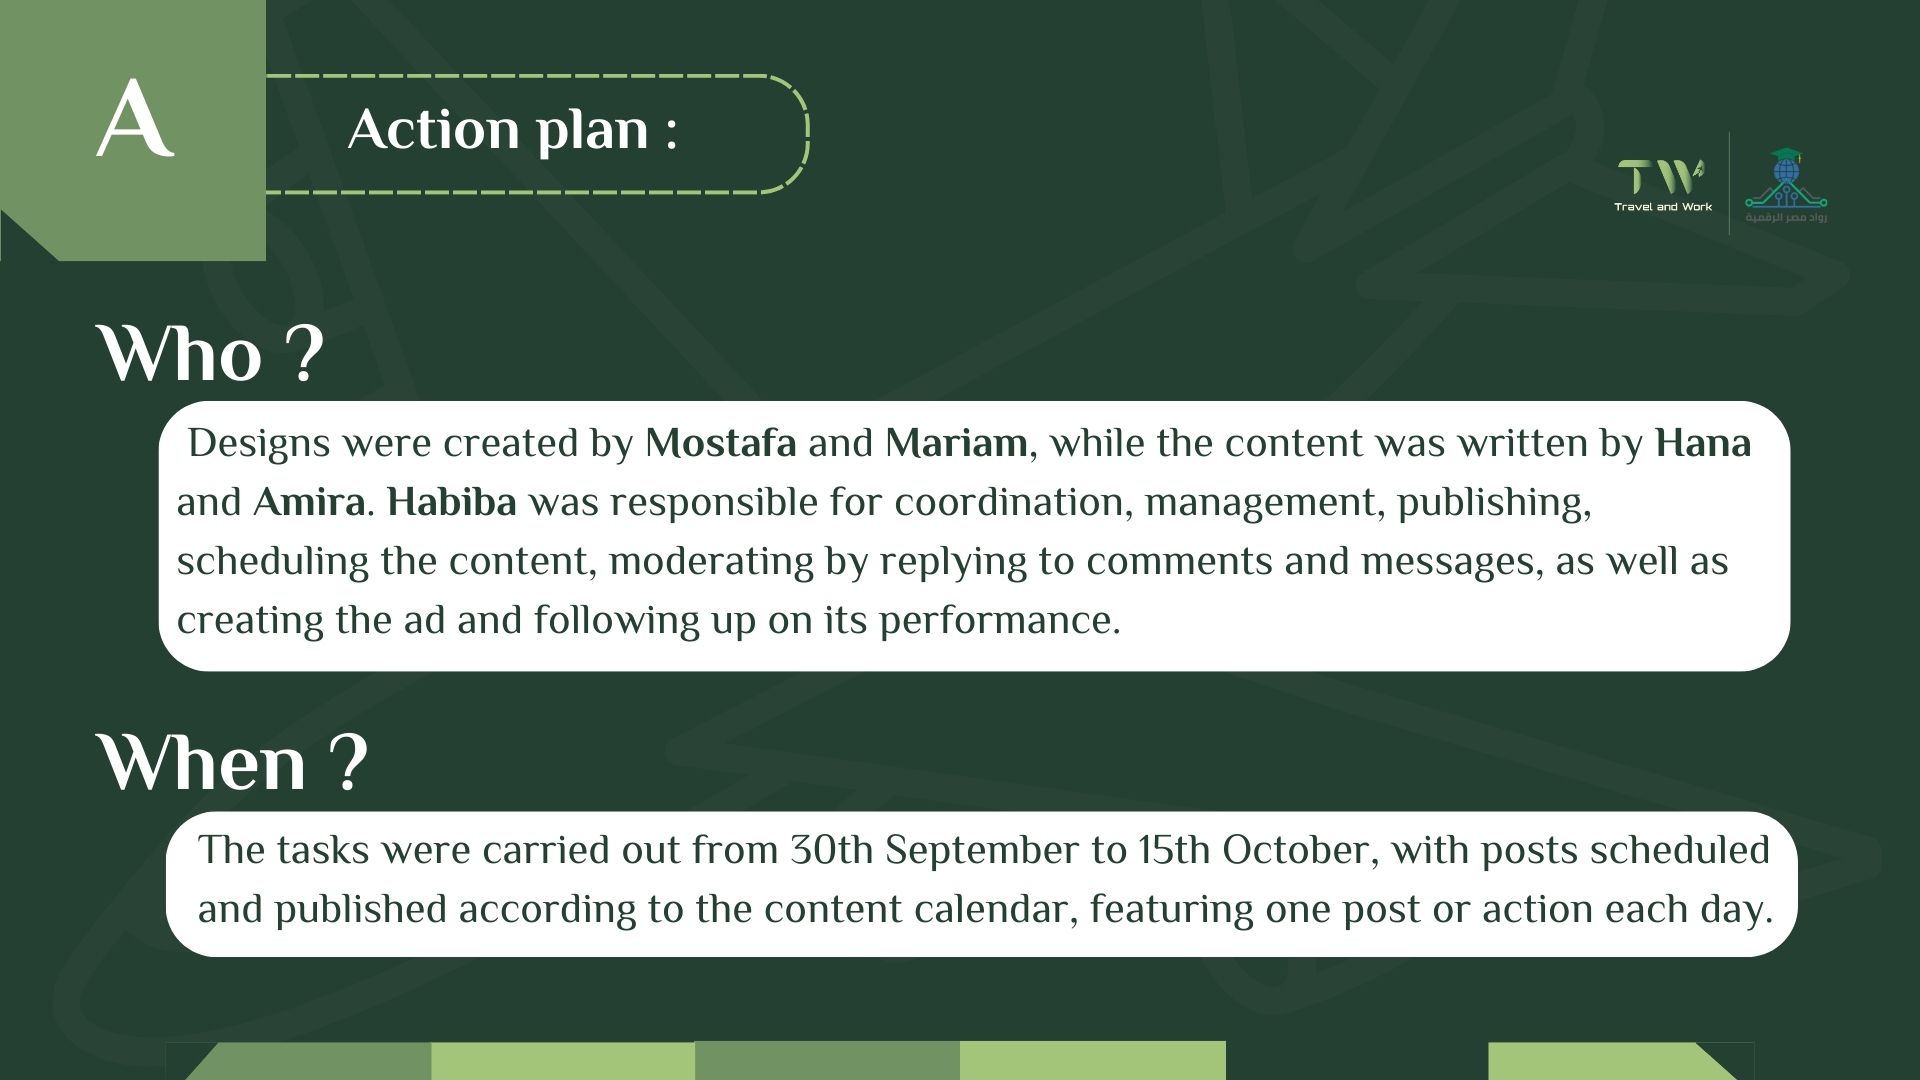 A
Action plan :
TW
Travel and Work
رواد مصر الرقمية
Who ?
Designs were created by Mostafa and Mariam, while the content was written by Hana
and Amira. Habiba was responsible for coordination, management, publishing,
scheduling the content, moderating by replying to comments and messages, as well as
creating the ad and following up on its performance.
When ?
The tasks were carried out from 30th September to 15th October, with posts scheduled
and published according to the content calendar, featuring one post or action each day.